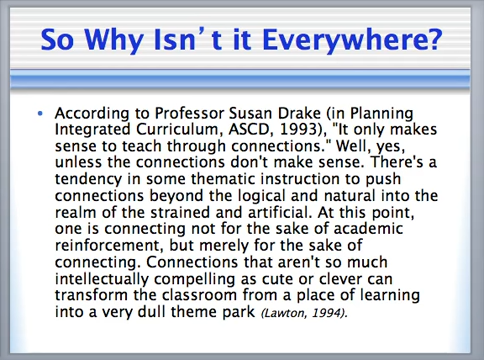 So Why Isn't it Everywhere?
• According to Professor Susan Drake (in Planning
Integrated Curriculum, ASCD, 1993), "It only makes
sense to teach through connections." Well, yes,
unless the connections don't make sense. There's a
tendency in some thematic instruction to push
connections beyond the logical and natural into the
realm of the strained and artificial. At this point,
one is connecting not for the sake of academic
reinforcement, but merely for the sake of
connecting. Connections that aren't so much
intellectually compelling as cute or clever can
transform the classroom from a place of learning
into a very dull theme park (Lawton, 1994).